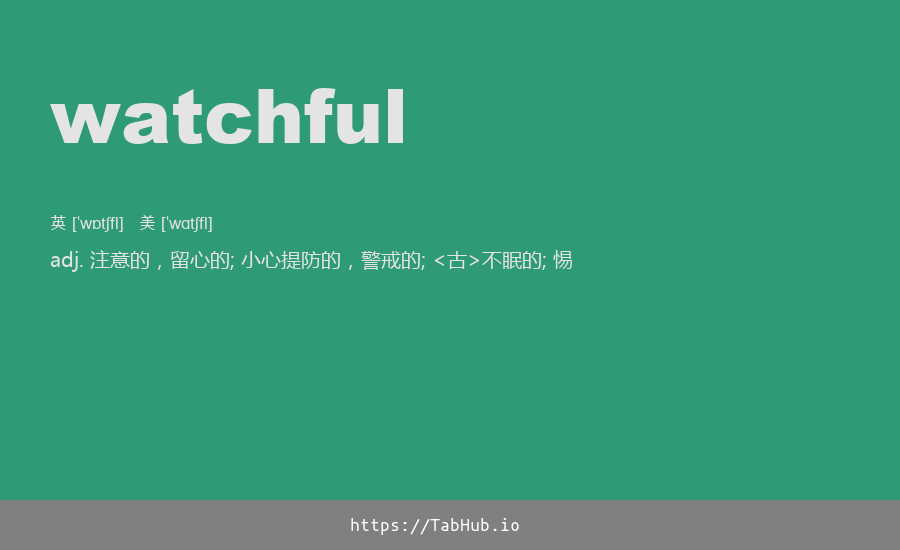 watchful
英 [ˈwɒtʃfl] 美 [ˈwɑtʃfl]
adj. 注意的，留心的; 小心提防的，警戒的; <古>不眠的; 惕
https://TabHub.io